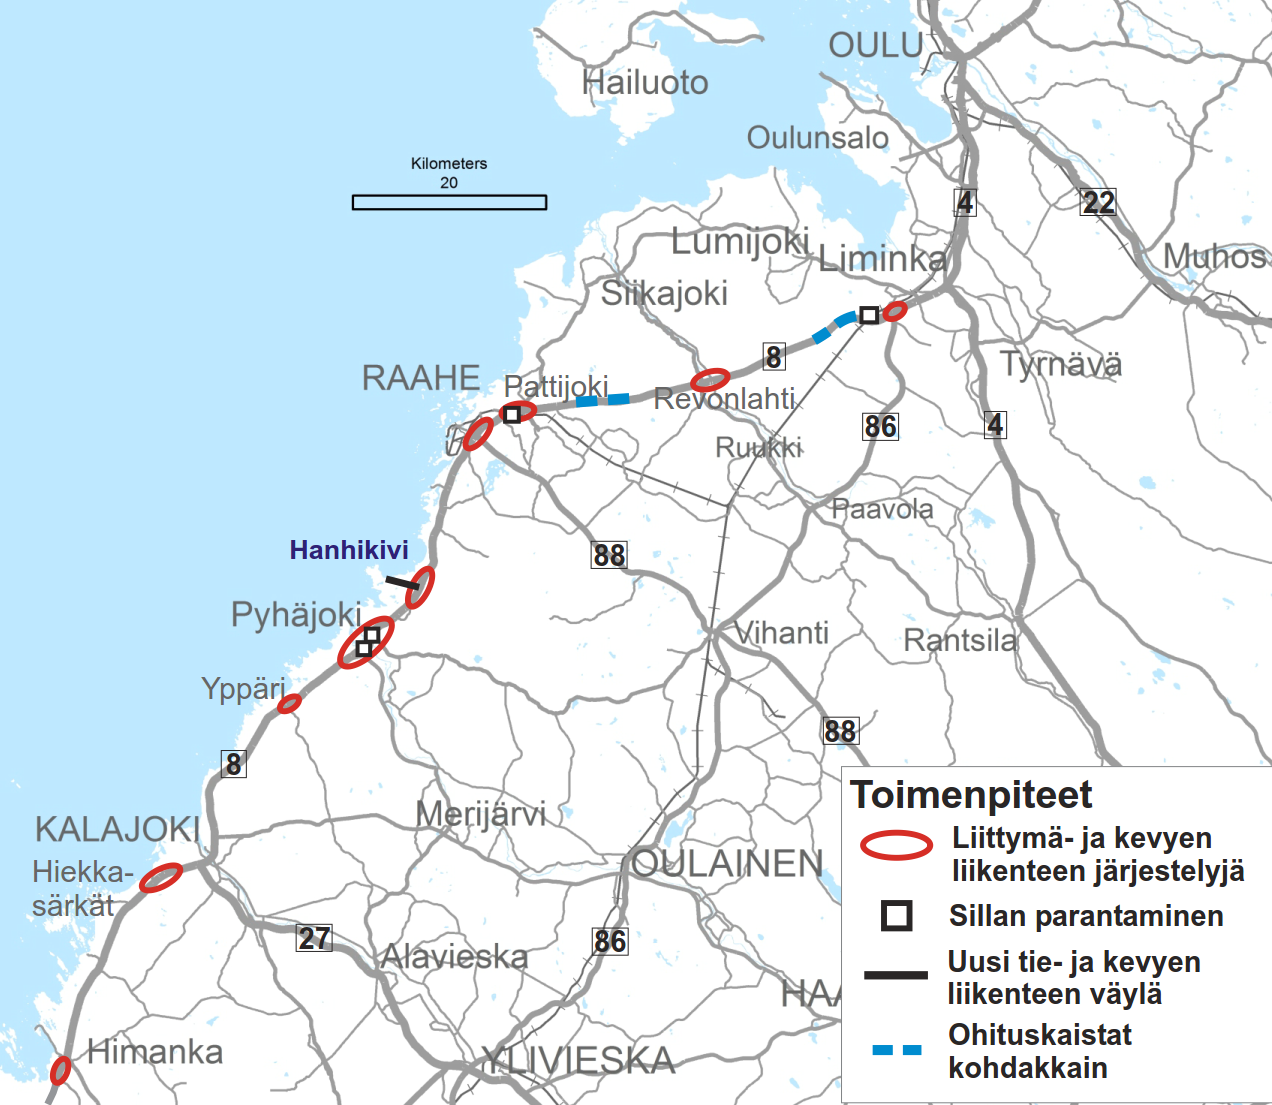 OULU
Hailuoto
Oulunsalo
Kilometers
20
4
22
Lumijoki
Liminka
Muhos
Siikajoki
8
Tyrnävä
RAAHE
Pattijoki
Revonlahti
86
4
Ruukki
Paavola
Hanhikivi
88
Pyhäjoki
Vihanti
Rantsila
Yppäri
88
8
Merijärvi
KALAJOKI
OULAINEN
Hiekka-
särkät
27
86
Alavieska
HAA
Himanka
YLIVIESKA
Toimenpiteet
Liittymä- ja kevyen
liikenteen järjestelyjä
Sillan parantaminen
Uusi tie- ja kevyen
liikenteen väylä
Ohituskaistat
kohdakkain